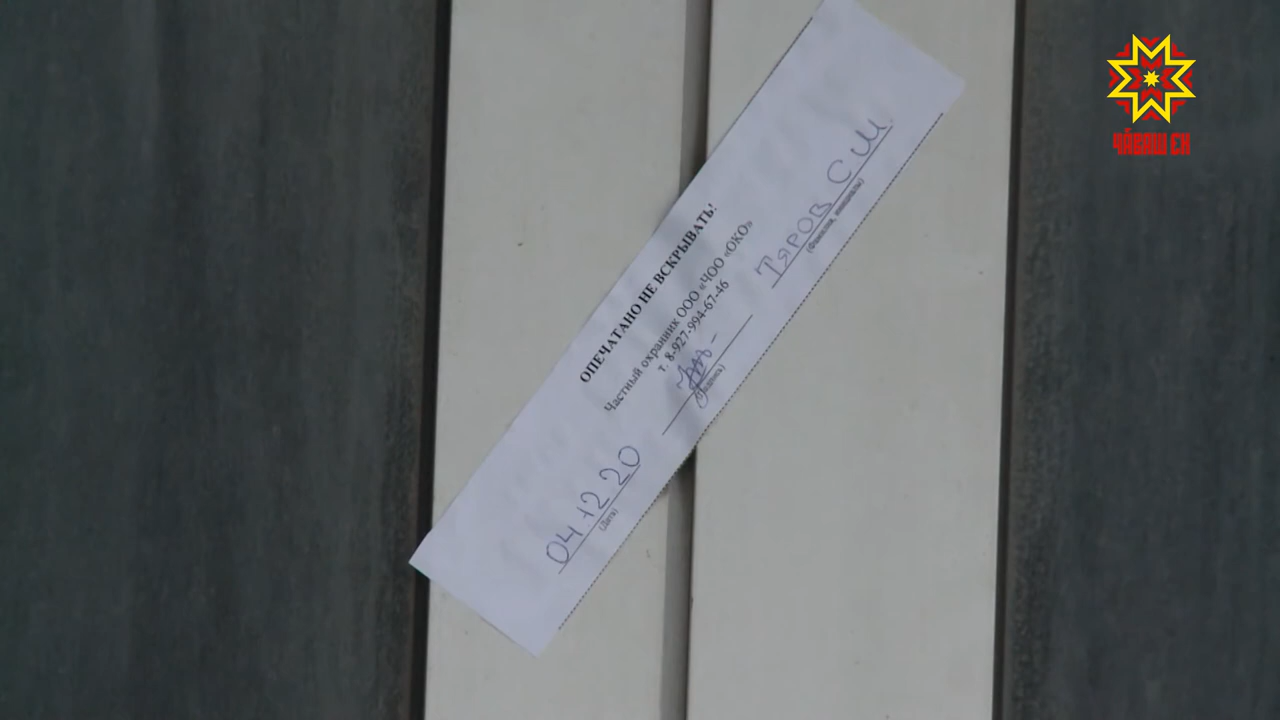 ОПЕЧАТАНО НЕ ВСКРЫВАТЬ!
Частный охранник ООО «ЧОО «ОКО»
т. 8-927-994-67-46
04.12.20
(Дата)
(Подпись)
Тяров С М
(Фамилия, инициалы)
ЧӐВАШ ЕН